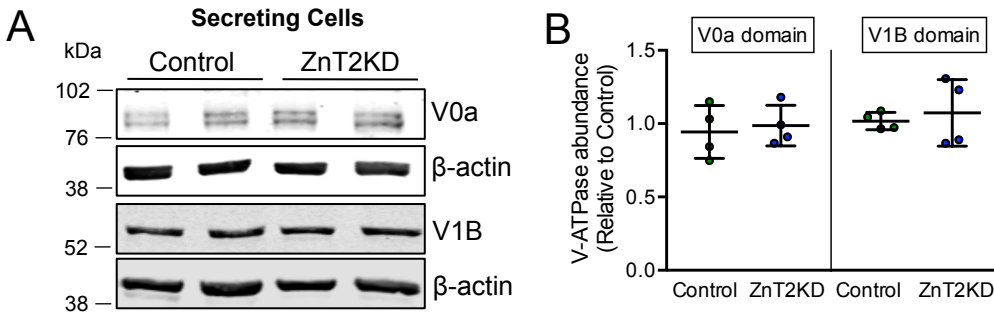 A
Secreting Cells
kDa
Control
ZnT2KD
102
V0a
76
β-actin
38
V1B
52
β-actin
38
B
V0a domain
V1B domain
V-ATPase abundance
(Relative to Control)
1.5
1.0
0.5
0.0
Control ZnT2KD Control ZnT2KD